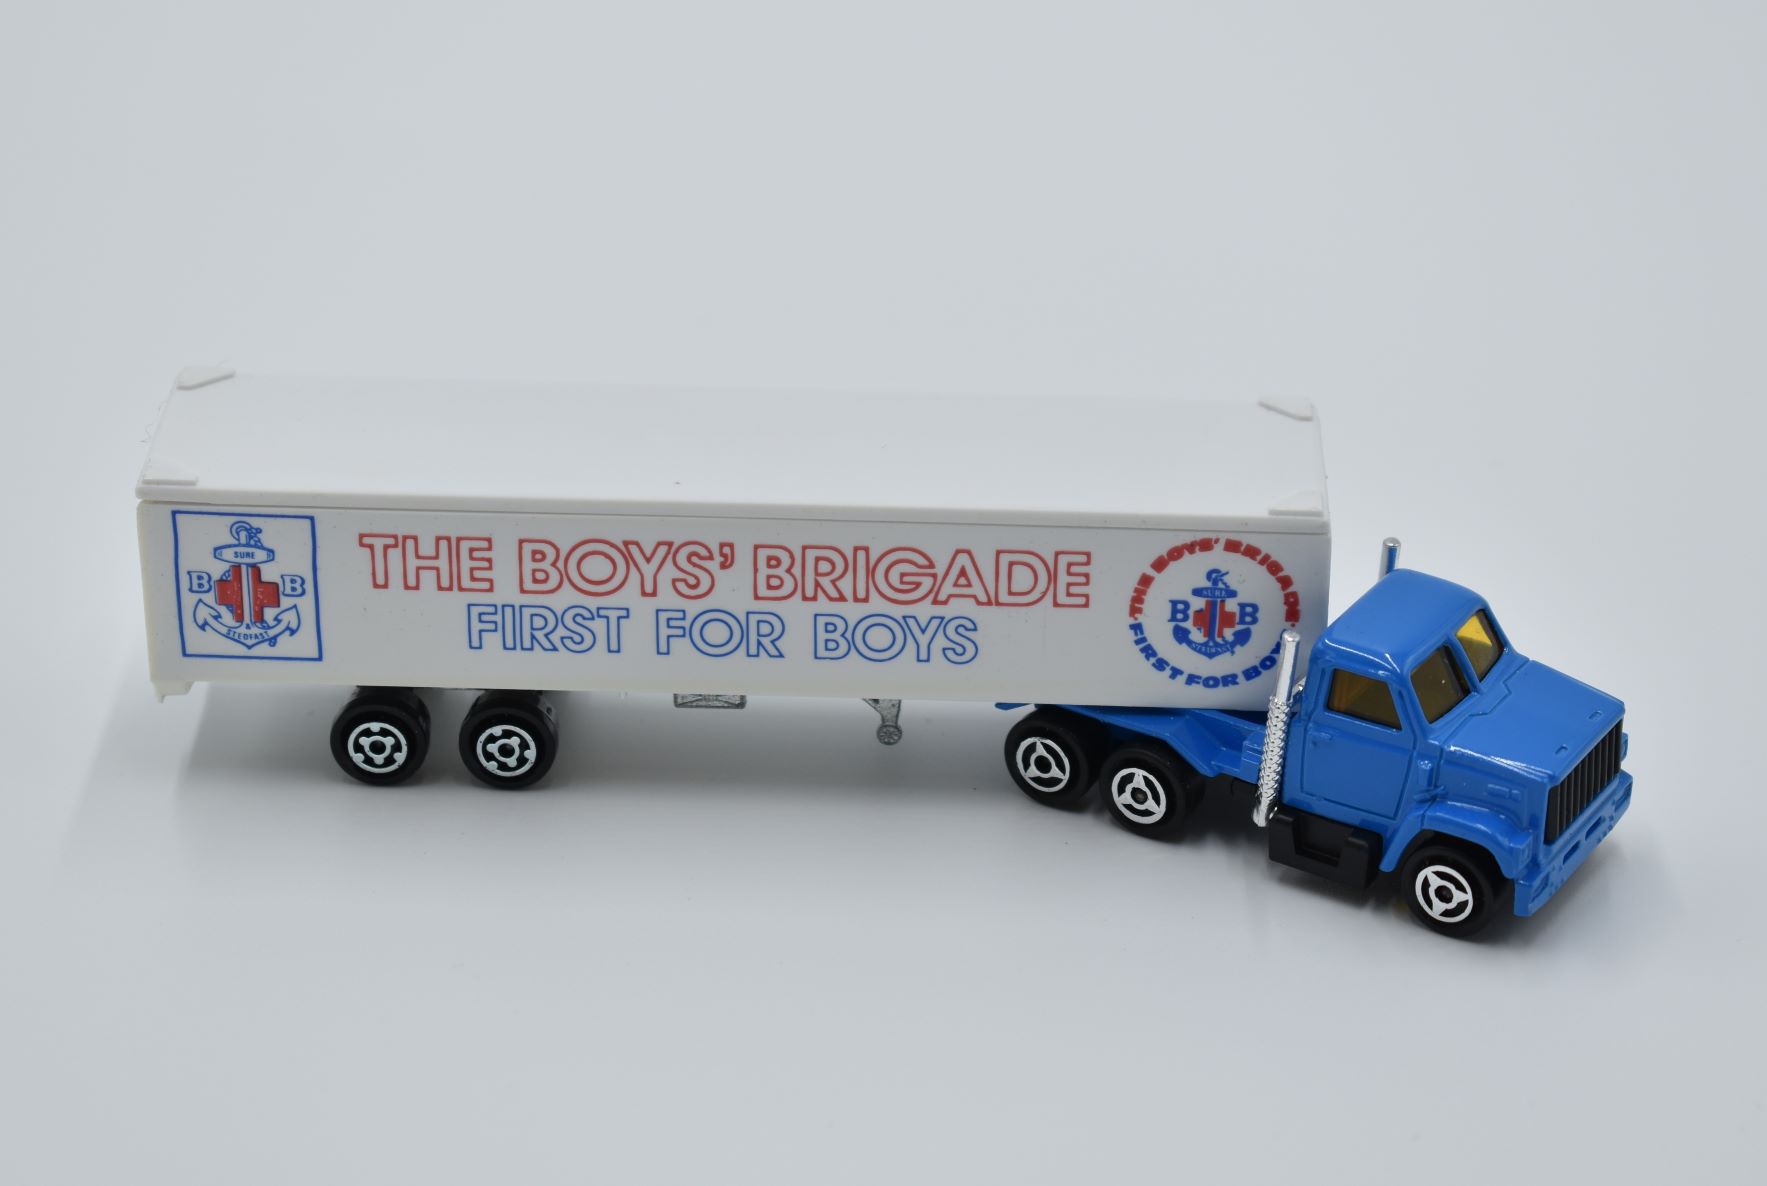 SURE
B B
& STEDFAST
THE BOYS' BRIGADE
FIRST FOR BOYS
THE BOYS' BRIGADE
SURE
B B
& STEDFAST
FIRST FOR BOY